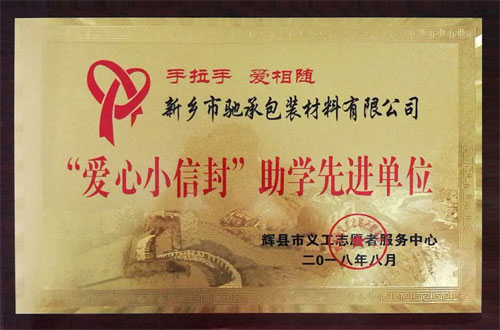 手拉手 爱相随
新乡市驰承包装材料有限公司
“爱心小信封”助学先进单位
辉县市义工志愿者服务中心
二0一八年八月